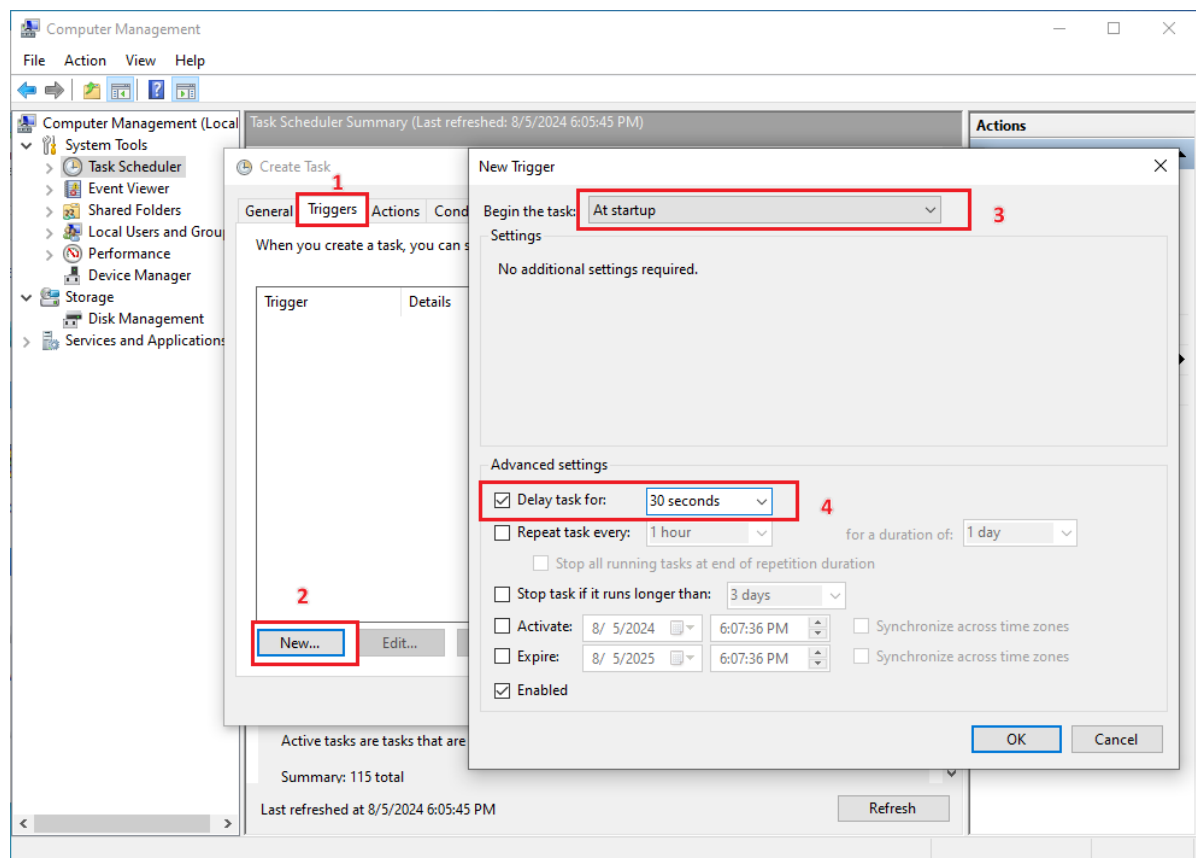 Computer Management
File Action View Help
Computer Management (Local
System Tools
Task Scheduler
Event Viewer
Shared Folders
Local Users and Grou
Performance
Device Manager
Storage
Disk Management
Services and Applications
Task Scheduler Summary (Last refreshed: 8/5/2024 6:05:45 PM)
Actions
Create Task
1
General Triggers Actions Cond
When you create a task, you can s
Trigger Details
2
New... Edit...
New Trigger
Begin the task: At startup
3
Settings
No additional settings required.
Advanced settings
Delay task for: 30 seconds
4
Repeat task every: 1 hour for a duration of: 1 day
Stop all running tasks at end of repetition duration
Stop task if it runs longer than: 3 days
Activate: 8/ 5/2024 6:07:36 PM Synchronize across time zones
Expire: 8/ 5/2025 6:07:36 PM Synchronize across time zones
Enabled
OK Cancel
Active tasks are tasks that are
Summary: 115 total
Last refreshed at 8/5/2024 6:05:45 PM Refresh